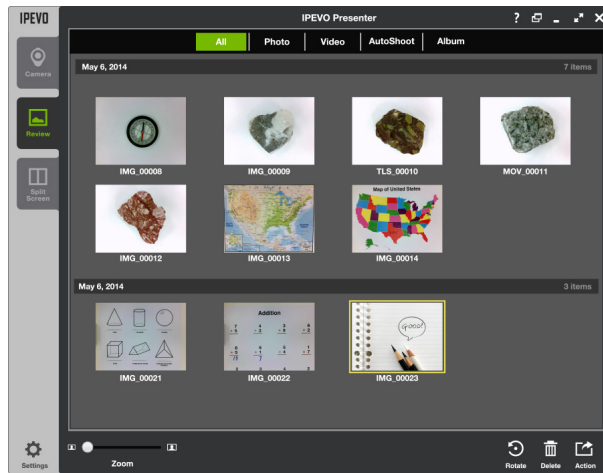 IPEVO
IPEVO Presenter
?
All
Photo
Video
AutoShoot
Album
Camera
Review
Split
Screen
May 6, 2014
7 items
IMG_00008
IMG_00009
TLS_00010
MOV_00011
Map of United States
IMG_00012
IMG_00013
IMG_00014
May 6, 2014
3 items
Addition
GOOD!
IMG_00021
IMG_00022
IMG_00023
Settings
Zoom
Rotate
Delete
Action